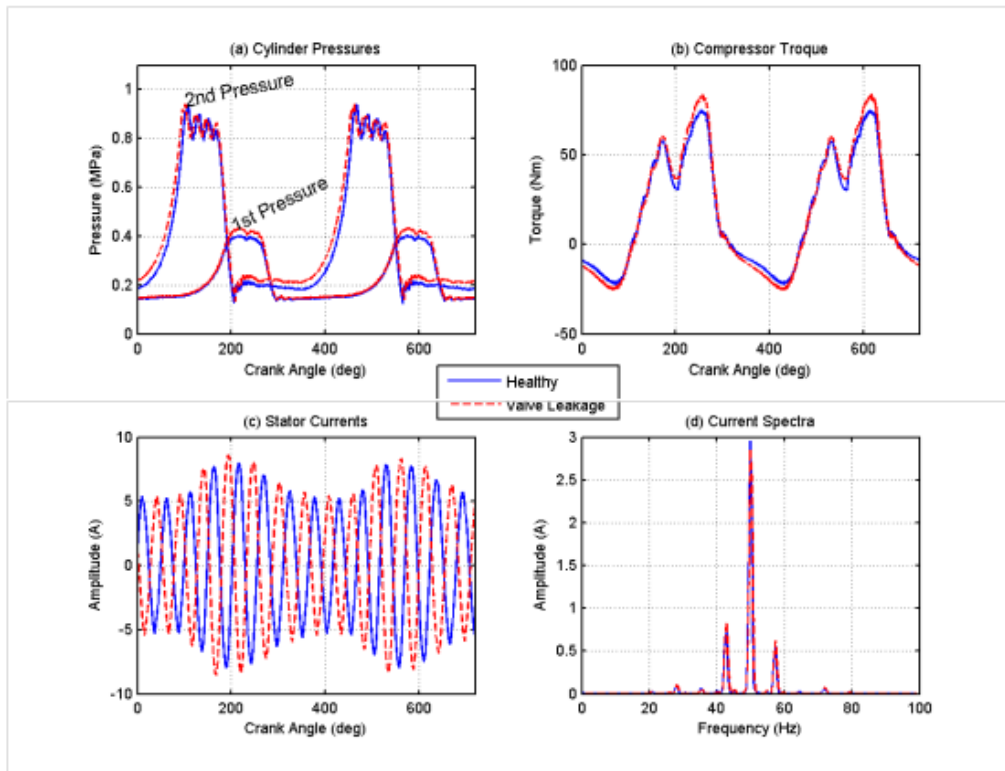 (a) Cylinder Pressures
2nd Pressure
1st Pressure
Pressure (MPa)
1
0.8
0.6
0.4
0.2
0
0 200 400 600
Crank Angle (deg)
(b) Compressor Troque
Torque (Nm)
100
50
0
-50
0 200 400 600
Crank Angle (deg)
Healthy
Valve Leakage
(c) Stator Currents
Amplitude (A)
10
5
0
-5
-10
0 200 400 600
Crank Angle (deg)
(d) Current Spectra
Amplitude (A)
3
2.5
2
1.5
1
0.5
0
0 20 40 60 80 100
Frequency (Hz)